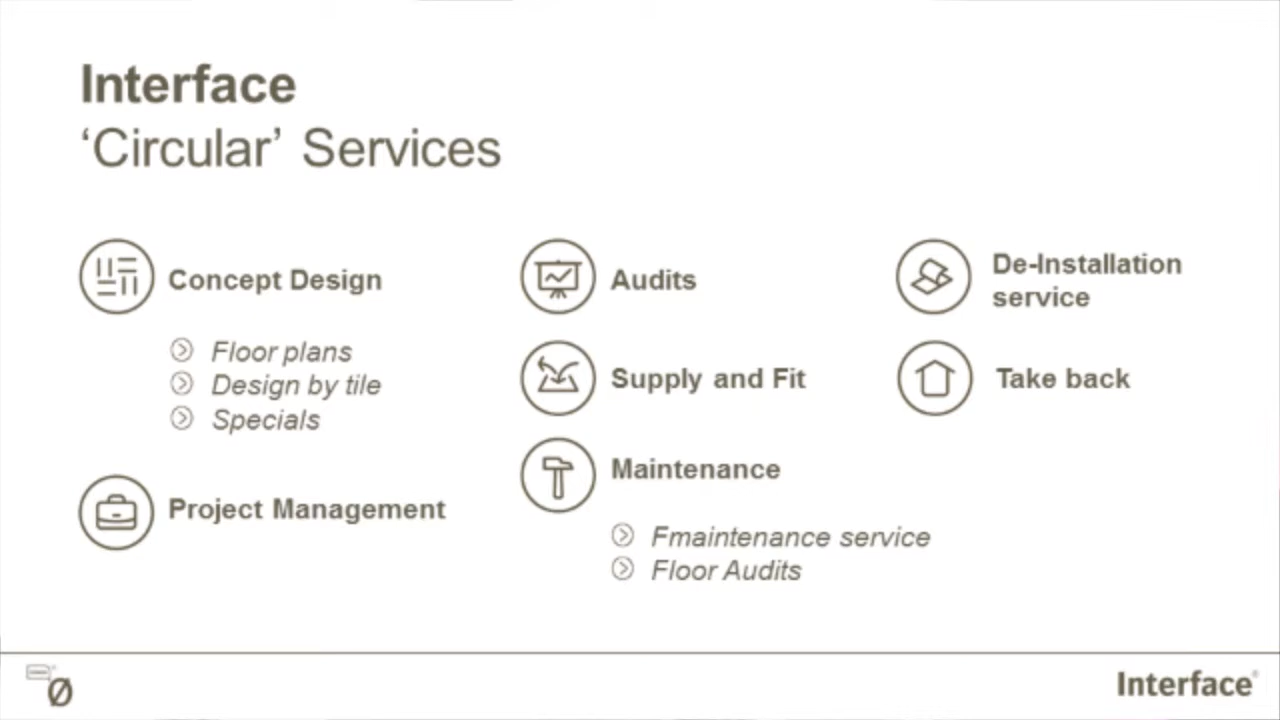 Interface
‘Circular’ Services
Concept Design
Floor plans
Design by tile
Specials
Project Management
Audits
Supply and Fit
Maintenance
Fmaintenance service
Floor Audits
De-Installation
service
Take back
Ø
Interface®